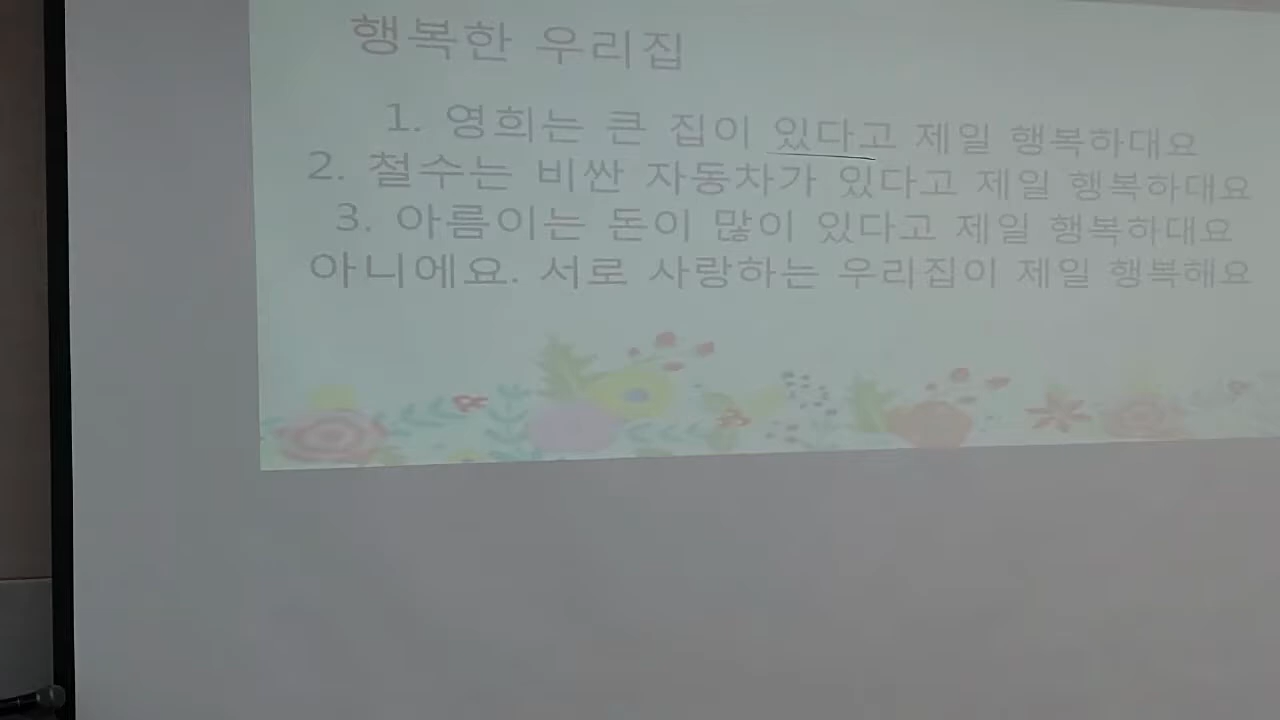 행복한 우리집
1. 영희는 큰 집이 있다고 제일 행복하대요
2. 철수는 비싼 자동차가 있다고 제일 행복하대요
3. 아름이는 돈이 많이 있다고 제일 행복하대요
아니에요. 서로 사랑하는 우리집이 제일 행복해요